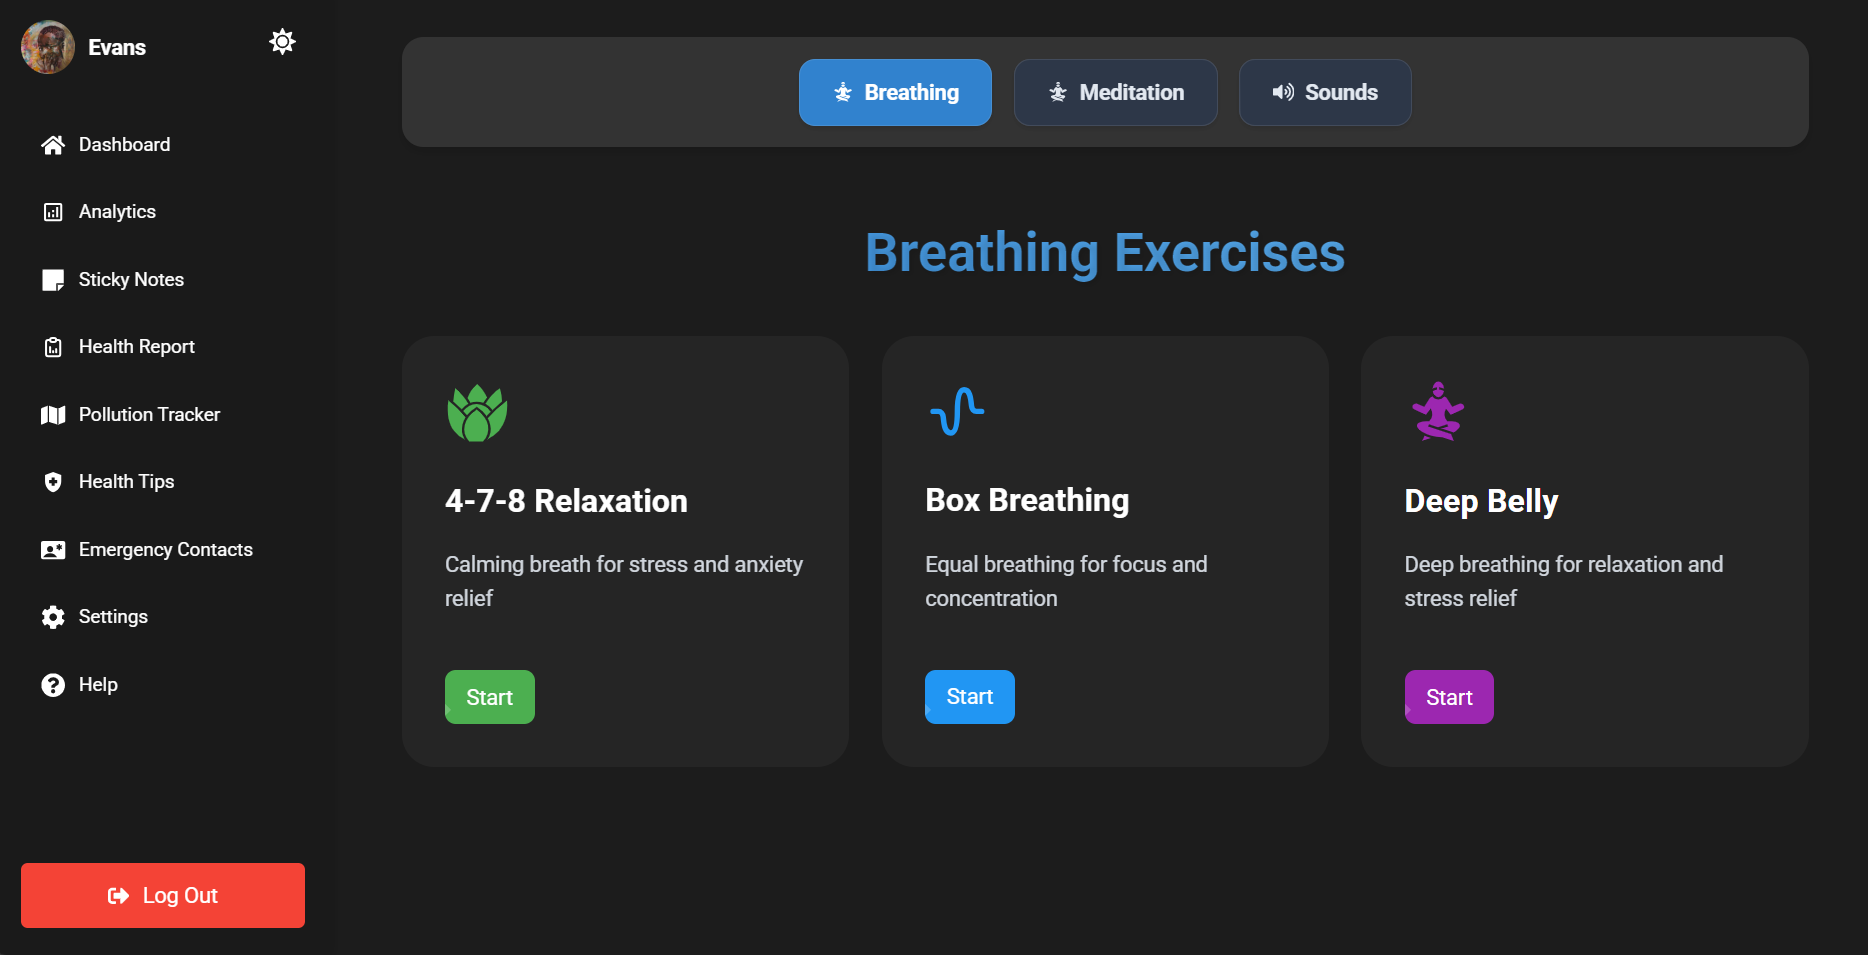 Evans
Dashboard
Analytics
Sticky Notes
Health Report
Pollution Tracker
Health Tips
Emergency Contacts
Settings
Help
Log Out
Breathing
Meditation
Sounds
Breathing Exercises
4-7-8 Relaxation
Calming breath for stress and anxiety
relief
Start
Box Breathing
Equal breathing for focus and
concentration
Start
Deep Belly
Deep breathing for relaxation and
stress relief
Start